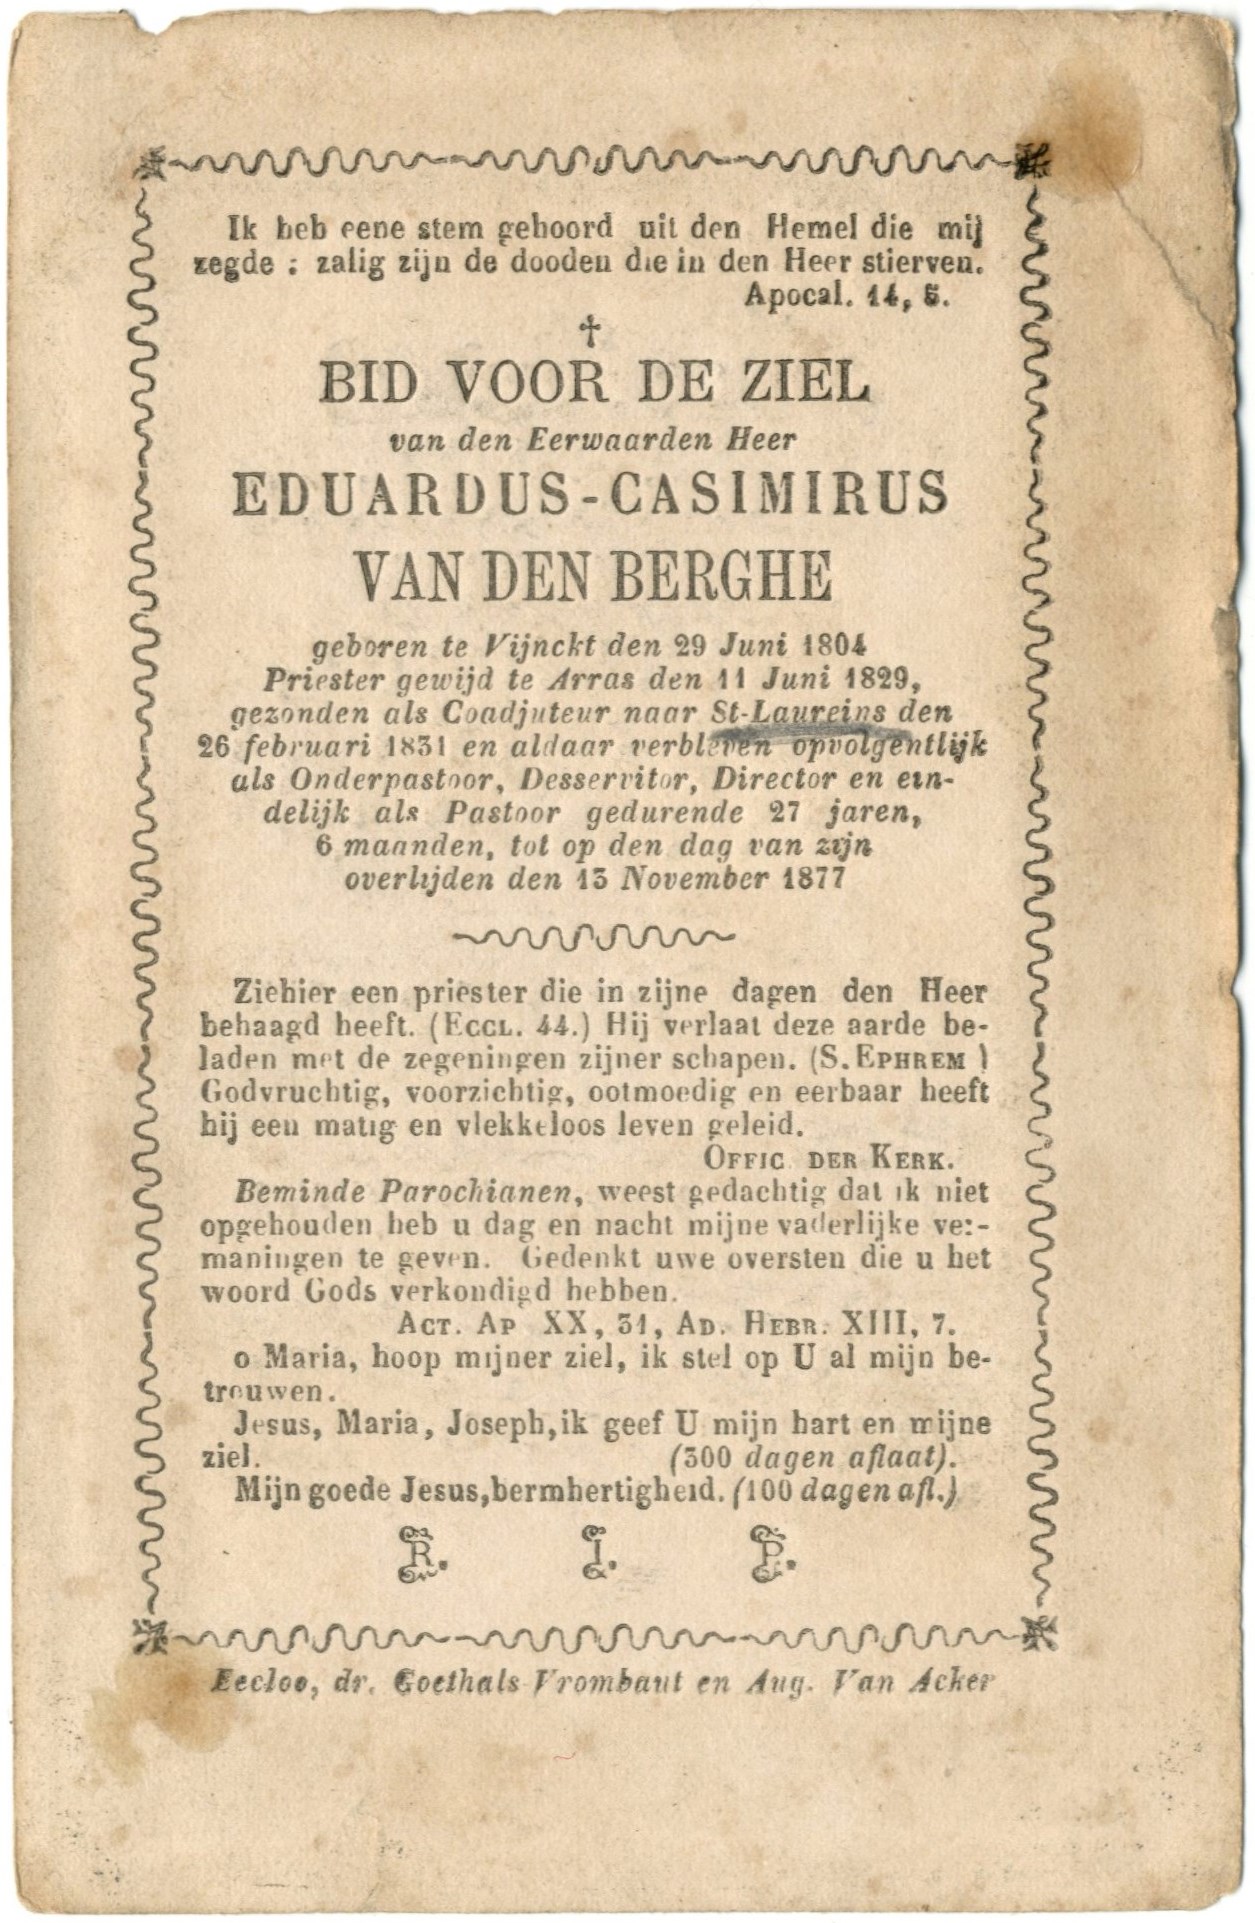 Ik heb eene stem gehoord uit den Hemel die mij
zegde : zalig zijn de dooden die in den Heer stierven.
Apocal. 14, 5.
†
BID VOOR DE ZIEL
van den Eerwaarden Heer
EDUARDUS-CASIMIRUS
VAN DEN BERGHE
geboren te Vijnckt den 29 Juni 1804
Priester gewijd te Arras den 11 Juni 1829,
gezonden als Coadjuteur naar St-Laureins den
26 februari 1831 en aldaar verbleven opvolgentlijk
als Onderpastoor, Desservitor, Director en ein-
delijk als Pastoor gedurende 27 jaren,
6 maanden, tot op den dag van zijn
overlijden den 13 November 1877
Ziehier een priester die in zijne dagen den Heer
behaagd heeft. (ECCL. 44.) Hij verlaat deze aarde be-
laden met de zegeningen zijner schapen. (S. EPHREM )
Godvruchtig, voorzichtig, ootmoedig en eerbaar heeft
hij een matig en vlekkeloos leven geleid.
OFFIC DER KERK.
Beminde Parochianen, weest gedachtig dat ik niet
opgehouden heb u dag en nacht mijne vaderlijke ver-
maningen te geven. Gedenkt uwe oversten die u het
woord Gods verkondigd hebben.
ACT. AP XX, 31, AD. HEBR. XIII, 7.
o Maria, hoop mijner ziel, ik stel op U al mijn be-
trouwen.
Jesus, Maria, Joseph, ik geef U mijn hart en mijne
ziel. (300 dagen aflaat).
Mijn goede Jesus, bermhertigheid. (100 dagen afl.)
R. I. P.
Eecloo, dr. Goethals Vrombaut en Aug. Van Acker